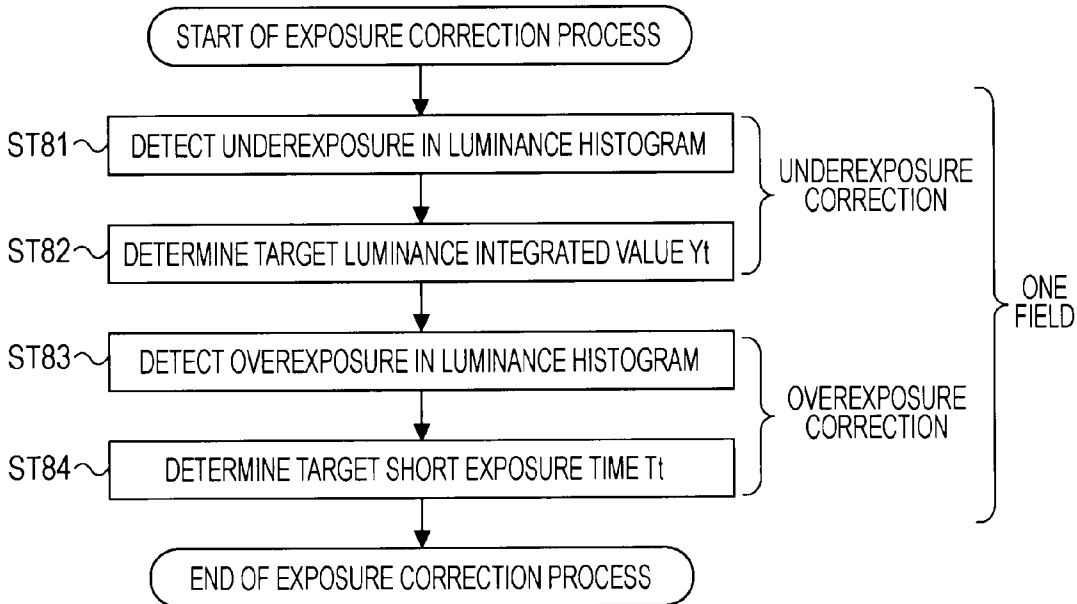 START OF EXPOSURE CORRECTION PROCESS
ST81
DETECT UNDEREXPOSURE IN LUMINANCE HISTOGRAM
UNDEREXPOSURE
CORRECTION
ST82
DETERMINE TARGET LUMINANCE INTEGRATED VALUE Yt
ONE
FIELD
ST83
DETECT OVEREXPOSURE IN LUMINANCE HISTOGRAM
OVEREXPOSURE
CORRECTION
ST84
DETERMINE TARGET SHORT EXPOSURE TIME Tt
END OF EXPOSURE CORRECTION PROCESS